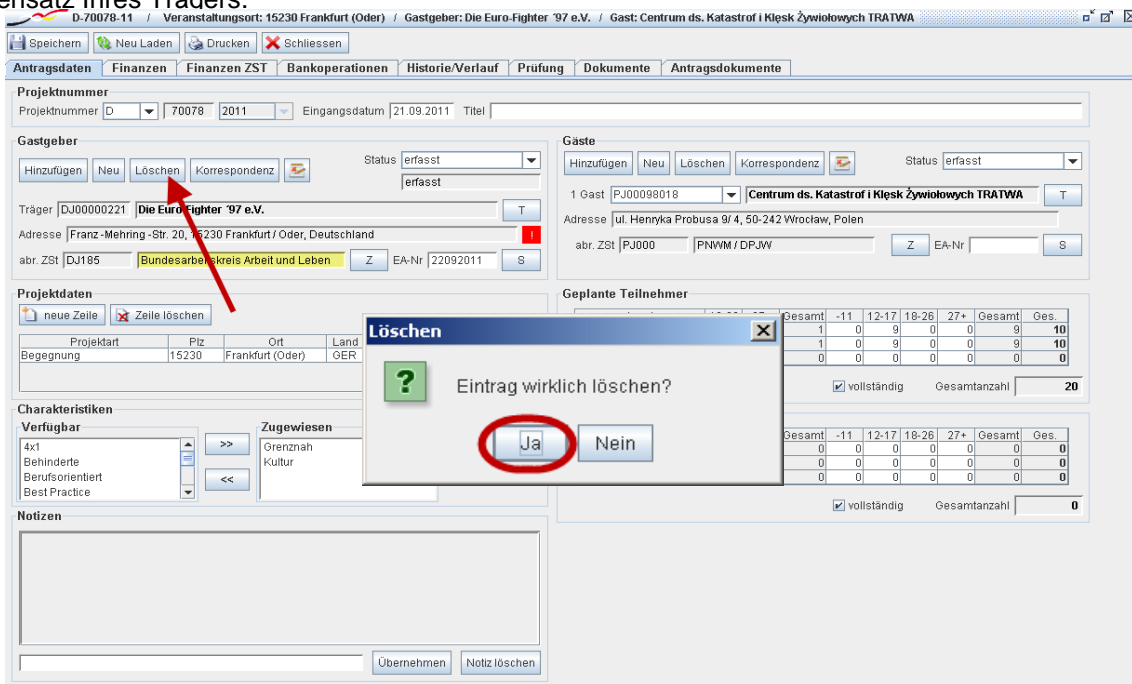 ensatz Ihres Trägers.
D-70078-11 / Veranstaltungsort: 15230 Frankfurt (Oder) / Gastgeber: Die Euro-Fighter ´97 e.V. / Gast: Centrum ds. Katastrof i Klęsk Żywiołowych TRATWA
Speichern Neu Laden Drucken Schliessen
Antragsdaten Finanzen Finanzen ZST Bankoperationen Historie/Verlauf Prüfung Dokumente Antragsdokumente
Projektnummer
Projektnummer D 70078 2011 Eingangsdatum 21.09.2011 Titel
Gastgeber
Hinzufügen Neu Löschen Korrespondenz Status erfasst
erfasst
Träger DJ00000221 Die Euro-Fighter ´97 e.V. T
Adresse Franz-Mehring-Str. 20, 15230 Frankfurt / Oder, Deutschland !
abr. ZSt DJ185 Bundesarbeitskreis Arbeit und Leben Z EA-Nr 22092011 S
Gäste
Hinzufügen Neu Löschen Korrespondenz Status erfasst
1 Gast PJ00098018 Centrum ds. Katastrof i Klęsk Żywiołowych TRATWA T
Adresse ul. Henryka Probusa 9/ 4, 50-242 Wrocław, Polen
abr. ZSt PJ000 PNWM / DPJW Z EA-Nr S
Projektdaten
neue Zeile Zeile löschen
Projektart Plz Ort Land
Begegnung 15230 Frankfurt (Oder) GER
Geplante Teilnehmer
Gesamt -11 12-17 18-26 27+ Gesamt Ges.
1 0 9 0 0 9 10
1 0 9 0 0 9 10
0 0 0 0 0 0 0
vollständig Gesamtanzahl 20
Löschen
? Eintrag wirklich löschen?
Ja Nein
Charakteristiken
Verfügbar
4x1
Behinderte
Berufsorientiert
Best Practice
>>
<<
Zugewiesen
Grenznah
Kultur
Gesamt -11 12-17 18-26 27+ Gesamt Ges.
0 0 0 0 0 0 0
0 0 0 0 0 0 0
0 0 0 0 0 0 0
vollständig Gesamtanzahl 0
Notizen
Übernehmen Notiz löschen